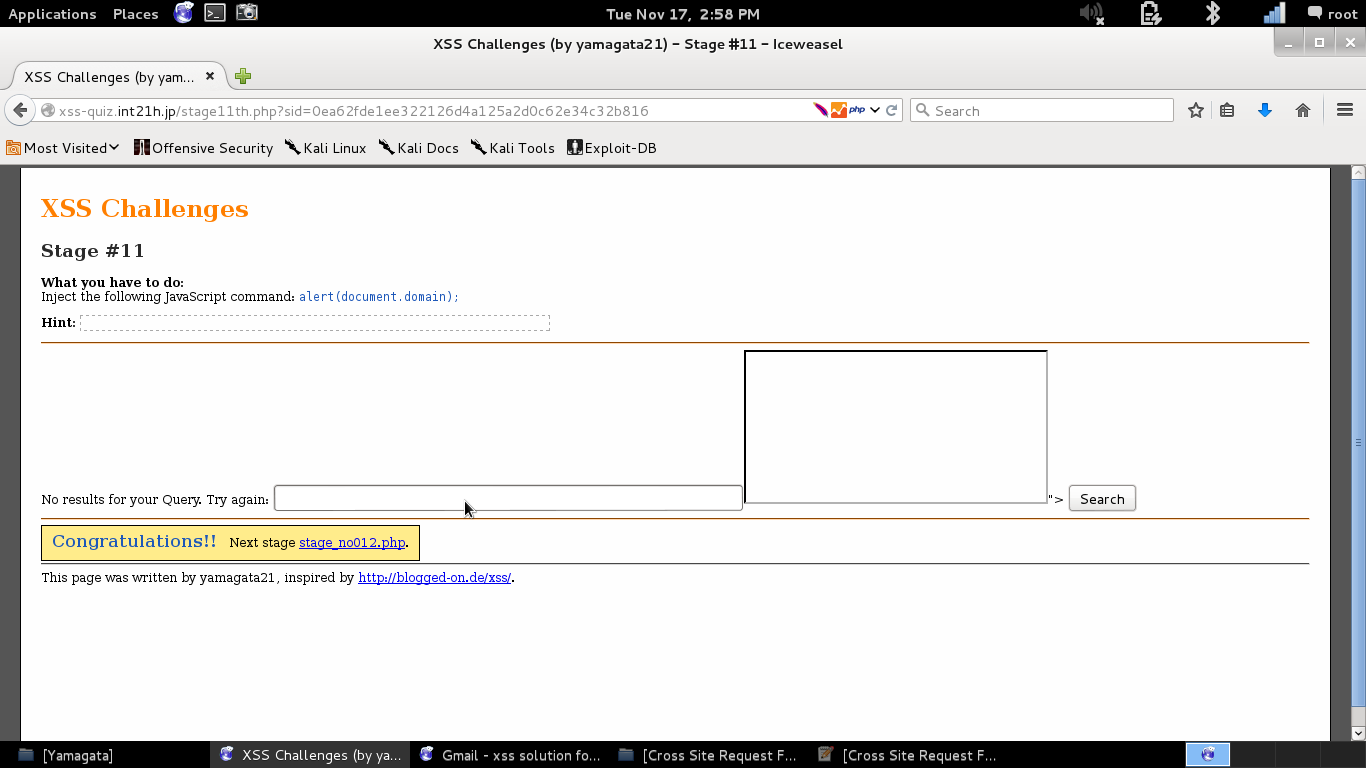 Applications Places Tue Nov 17, 2:58 PM root
XSS Challenges (by yamagata21) – Stage #11 – Iceweasel
XSS Challenges (by yam...
xss-quiz.int21h.jp/stage11th.php?sid=0ea62fde1ee322126d4a125a2d0c62e34c32b816 php Search
Most Visited Offensive Security Kali Linux Kali Docs Kali Tools Exploit-DB
XSS Challenges
Stage #11
What you have to do:
Inject the following JavaScript command: alert(document.domain);
Hint:
No results for your Query. Try again: "> Search
Congratulations!! Next stage stage_no012.php.
This page was written by yamagata21, inspired by http://blogged-on.de/xss/.
[Yamagata] XSS Challenges (by ya... Gmail - xss solution fo... [Cross Site Request F... [Cross Site Request F...